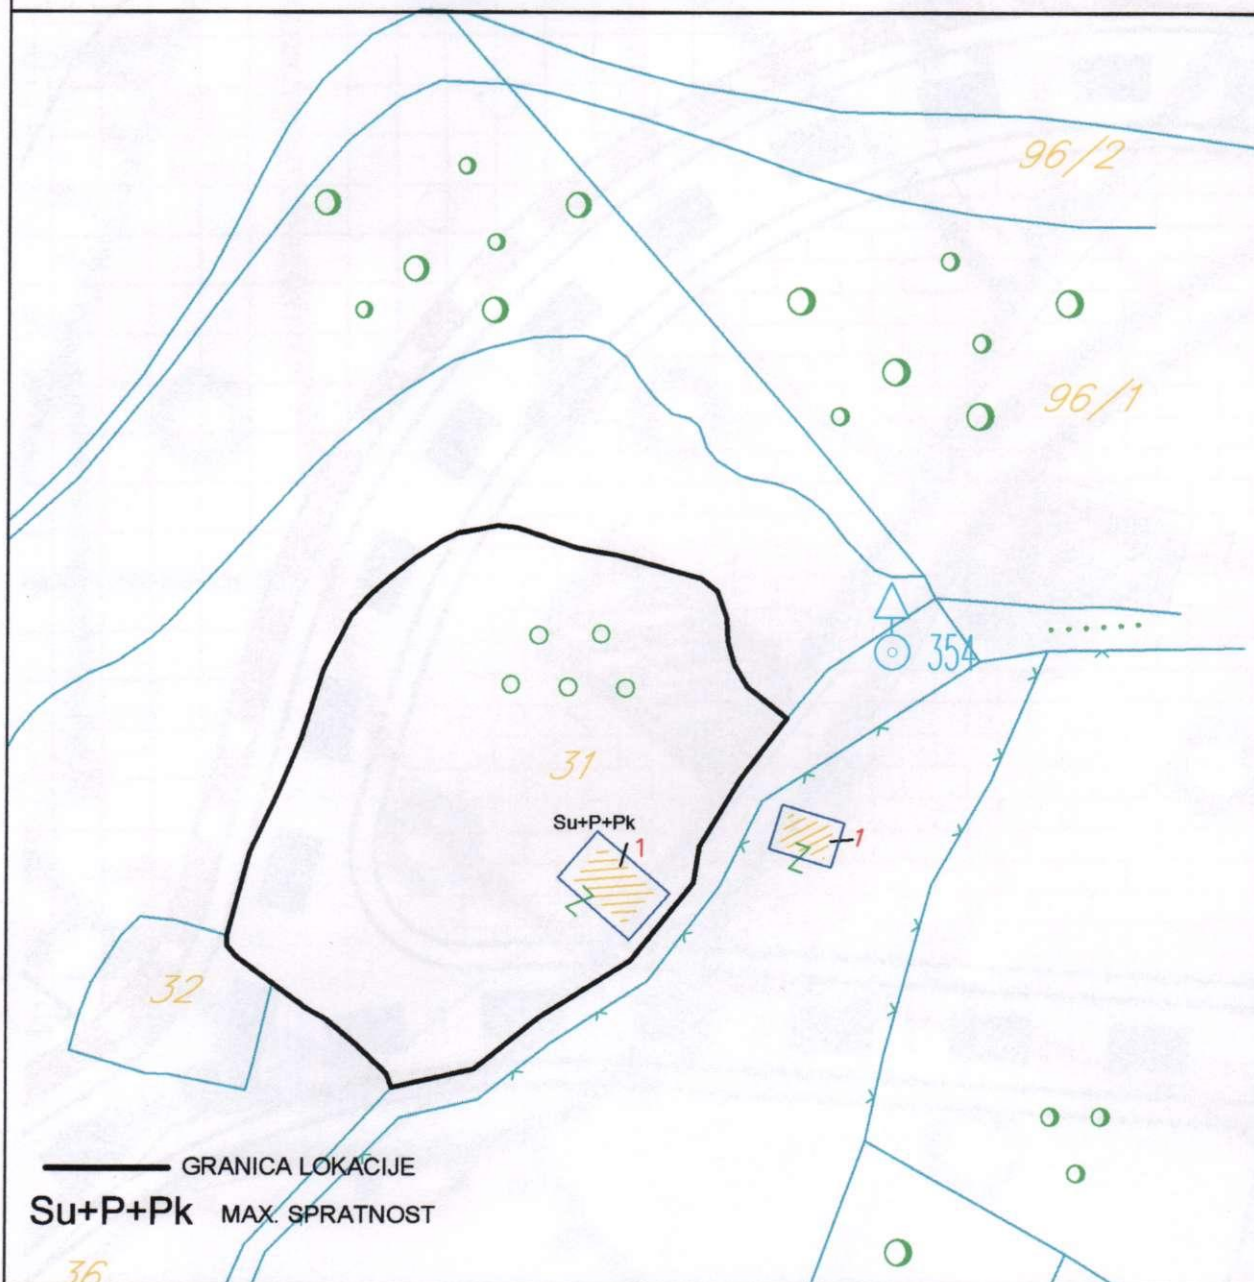 96/2
96/1
354
31
Su+P+Pk
1
1
32
GRANICA LOKACIJE
Su+P+Pk MAX. SPRATNOST
36